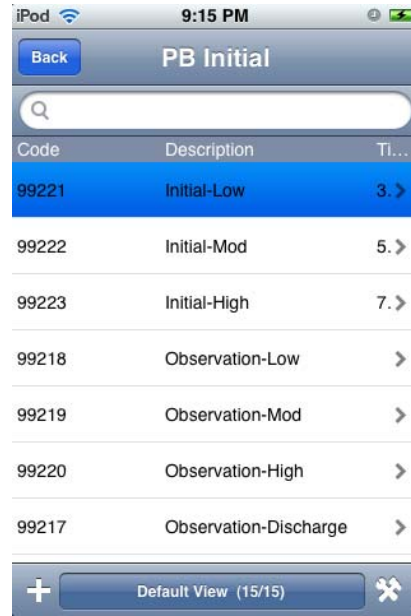 iPod 9:15 PM
Back PB Initial
Code Description Ti...
99221 Initial-Low 3.
99222 Initial-Mod 5.
99223 Initial-High 7.
99218 Observation-Low
99219 Observation-Mod
99220 Observation-High
99217 Observation-Discharge
Default View (15/15)